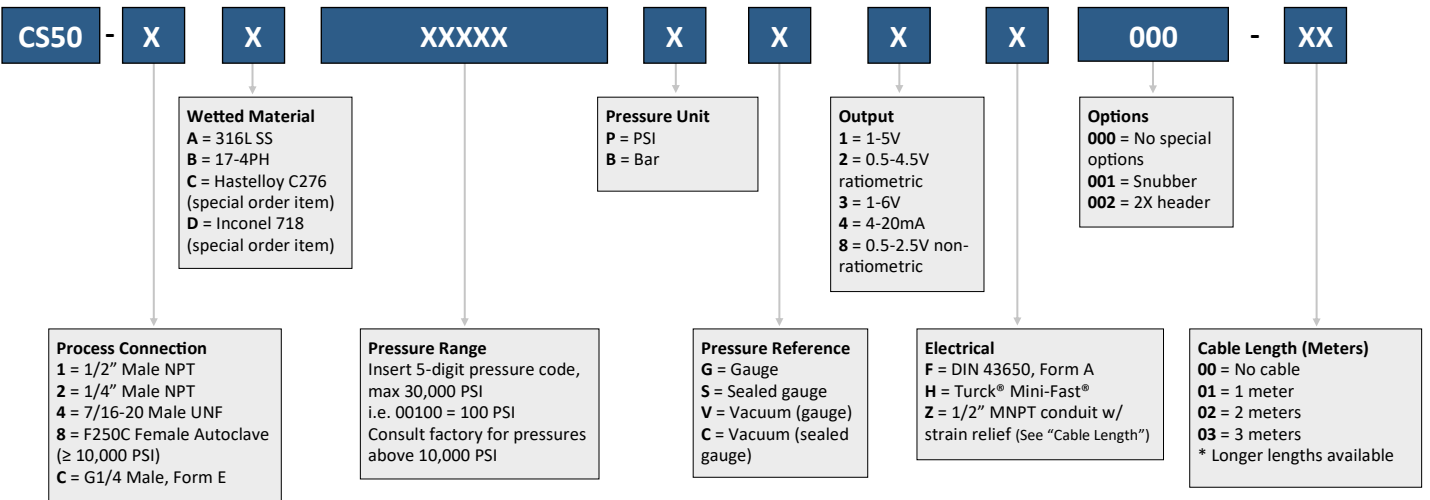 CS50 - X X XXXXX X X X X 000 - XX
Wetted Material
A = 316L SS
B = 17-4PH
C = Hastelloy C276
(special order item)
D = Inconel 718
(special order item)
Pressure Unit
P = PSI
B = Bar
Output
1 = 1-5V
2 = 0.5-4.5V
ratiometric
3 = 1-6V
4 = 4-20mA
8 = 0.5-2.5V non-
ratiometric
Options
000 = No special
options
001 = Snubber
002 = 2X header
Process Connection
1 = 1/2” Male NPT
2 = 1/4” Male NPT
4 = 7/16-20 Male UNF
8 = F250C Female Autoclave
(≥ 10,000 PSI)
C = G1/4 Male, Form E
Pressure Range
Insert 5-digit pressure code,
max 30,000 PSI
i.e. 00100 = 100 PSI
Consult factory for pressures
above 10,000 PSI
Pressure Reference
G = Gauge
S = Sealed gauge
V = Vacuum (gauge)
C = Vacuum (sealed
gauge)
Electrical
F = DIN 43650, Form A
H = Turck® Mini-Fast®
Z = 1/2” MNPT conduit w/
strain relief (See “Cable Length”)
Cable Length (Meters)
00 = No cable
01 = 1 meter
02 = 2 meters
03 = 3 meters
* Longer lengths available